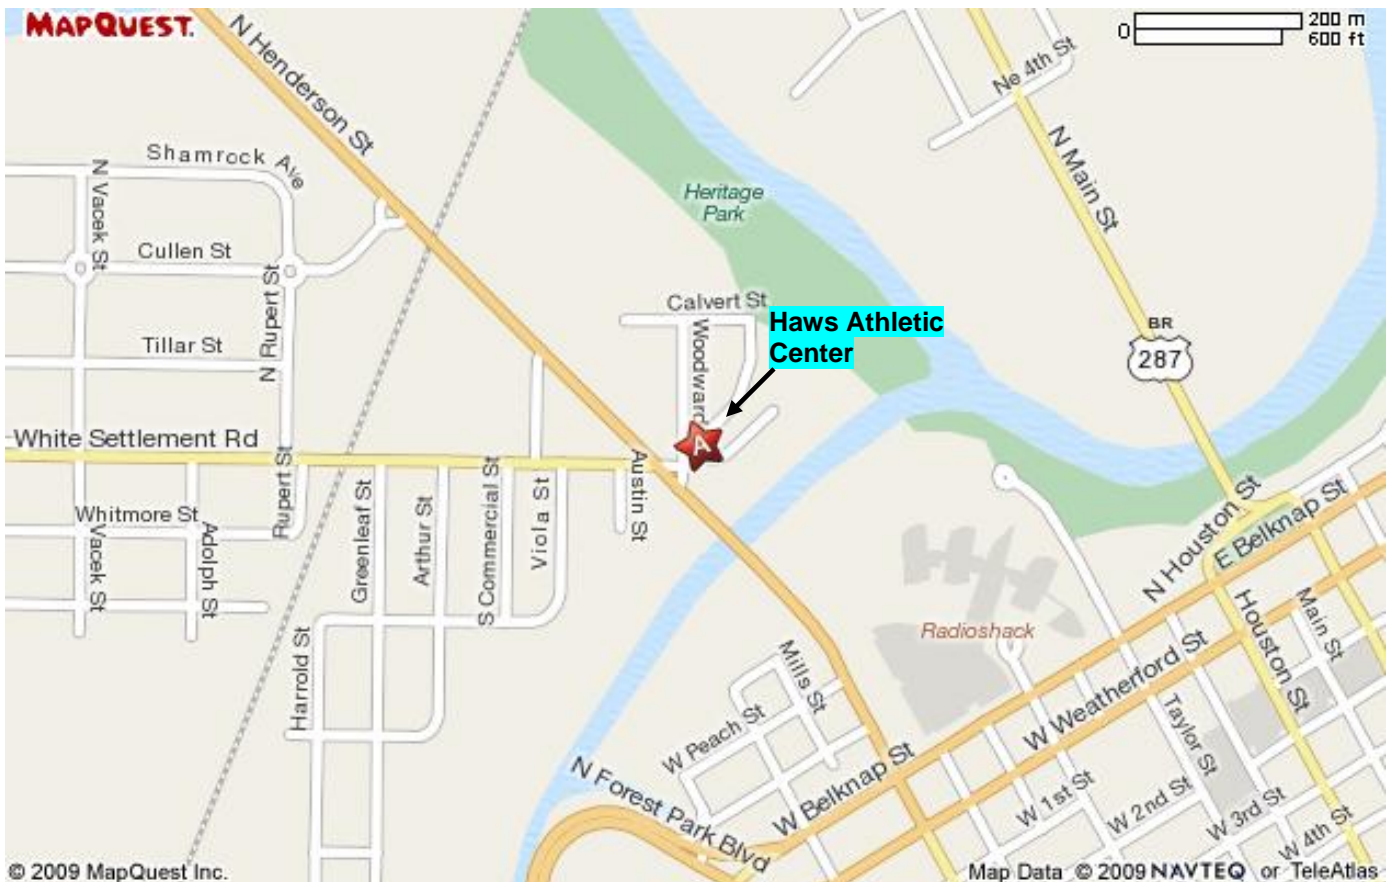 MAPQUEST.
0
200 m
600 ft
N Henderson St
Ne 4th St
N Main St
Shamrock Ave
N Vacek St
Cullen St
N Rupert St
Tillar St
Heritage
Park
Calvert St
Woodward
Haws Athletic
Center
BR
287
A
White Settlement Rd
Whitmore St
Vacek St
Adolph St
Rupert St
Greenleaf St
Arthur St
S Commercial St
Viola St
Austin St
Harrold St
N Houston St
E Belknap St
Radioshack
Houston St
Main St
Mills St
W Peach St
W Weatherford St
Taylor St
W Belknap St
N Forest Park Blvd
W 1st St
W 2nd St
W 3rd St
W 4th St
© 2009 MapQuest Inc.
Map Data © 2009 NAVTEQ or TeleAtlas